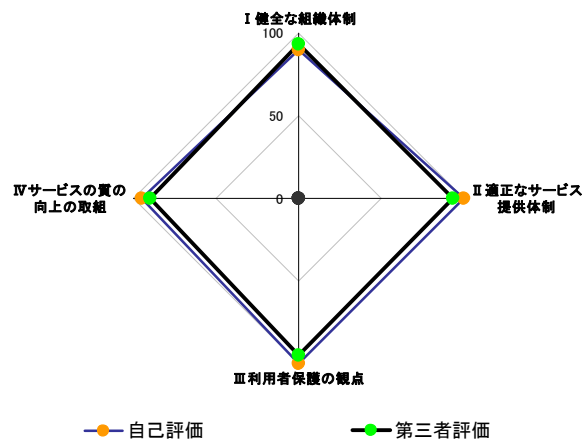 Ⅰ健全な組織体制
100
50
0
Ⅳサービスの質の
向上の取組
Ⅱ適正なサービス
提供体制
Ⅲ利用者保護の観点
自己評価
第三者評価